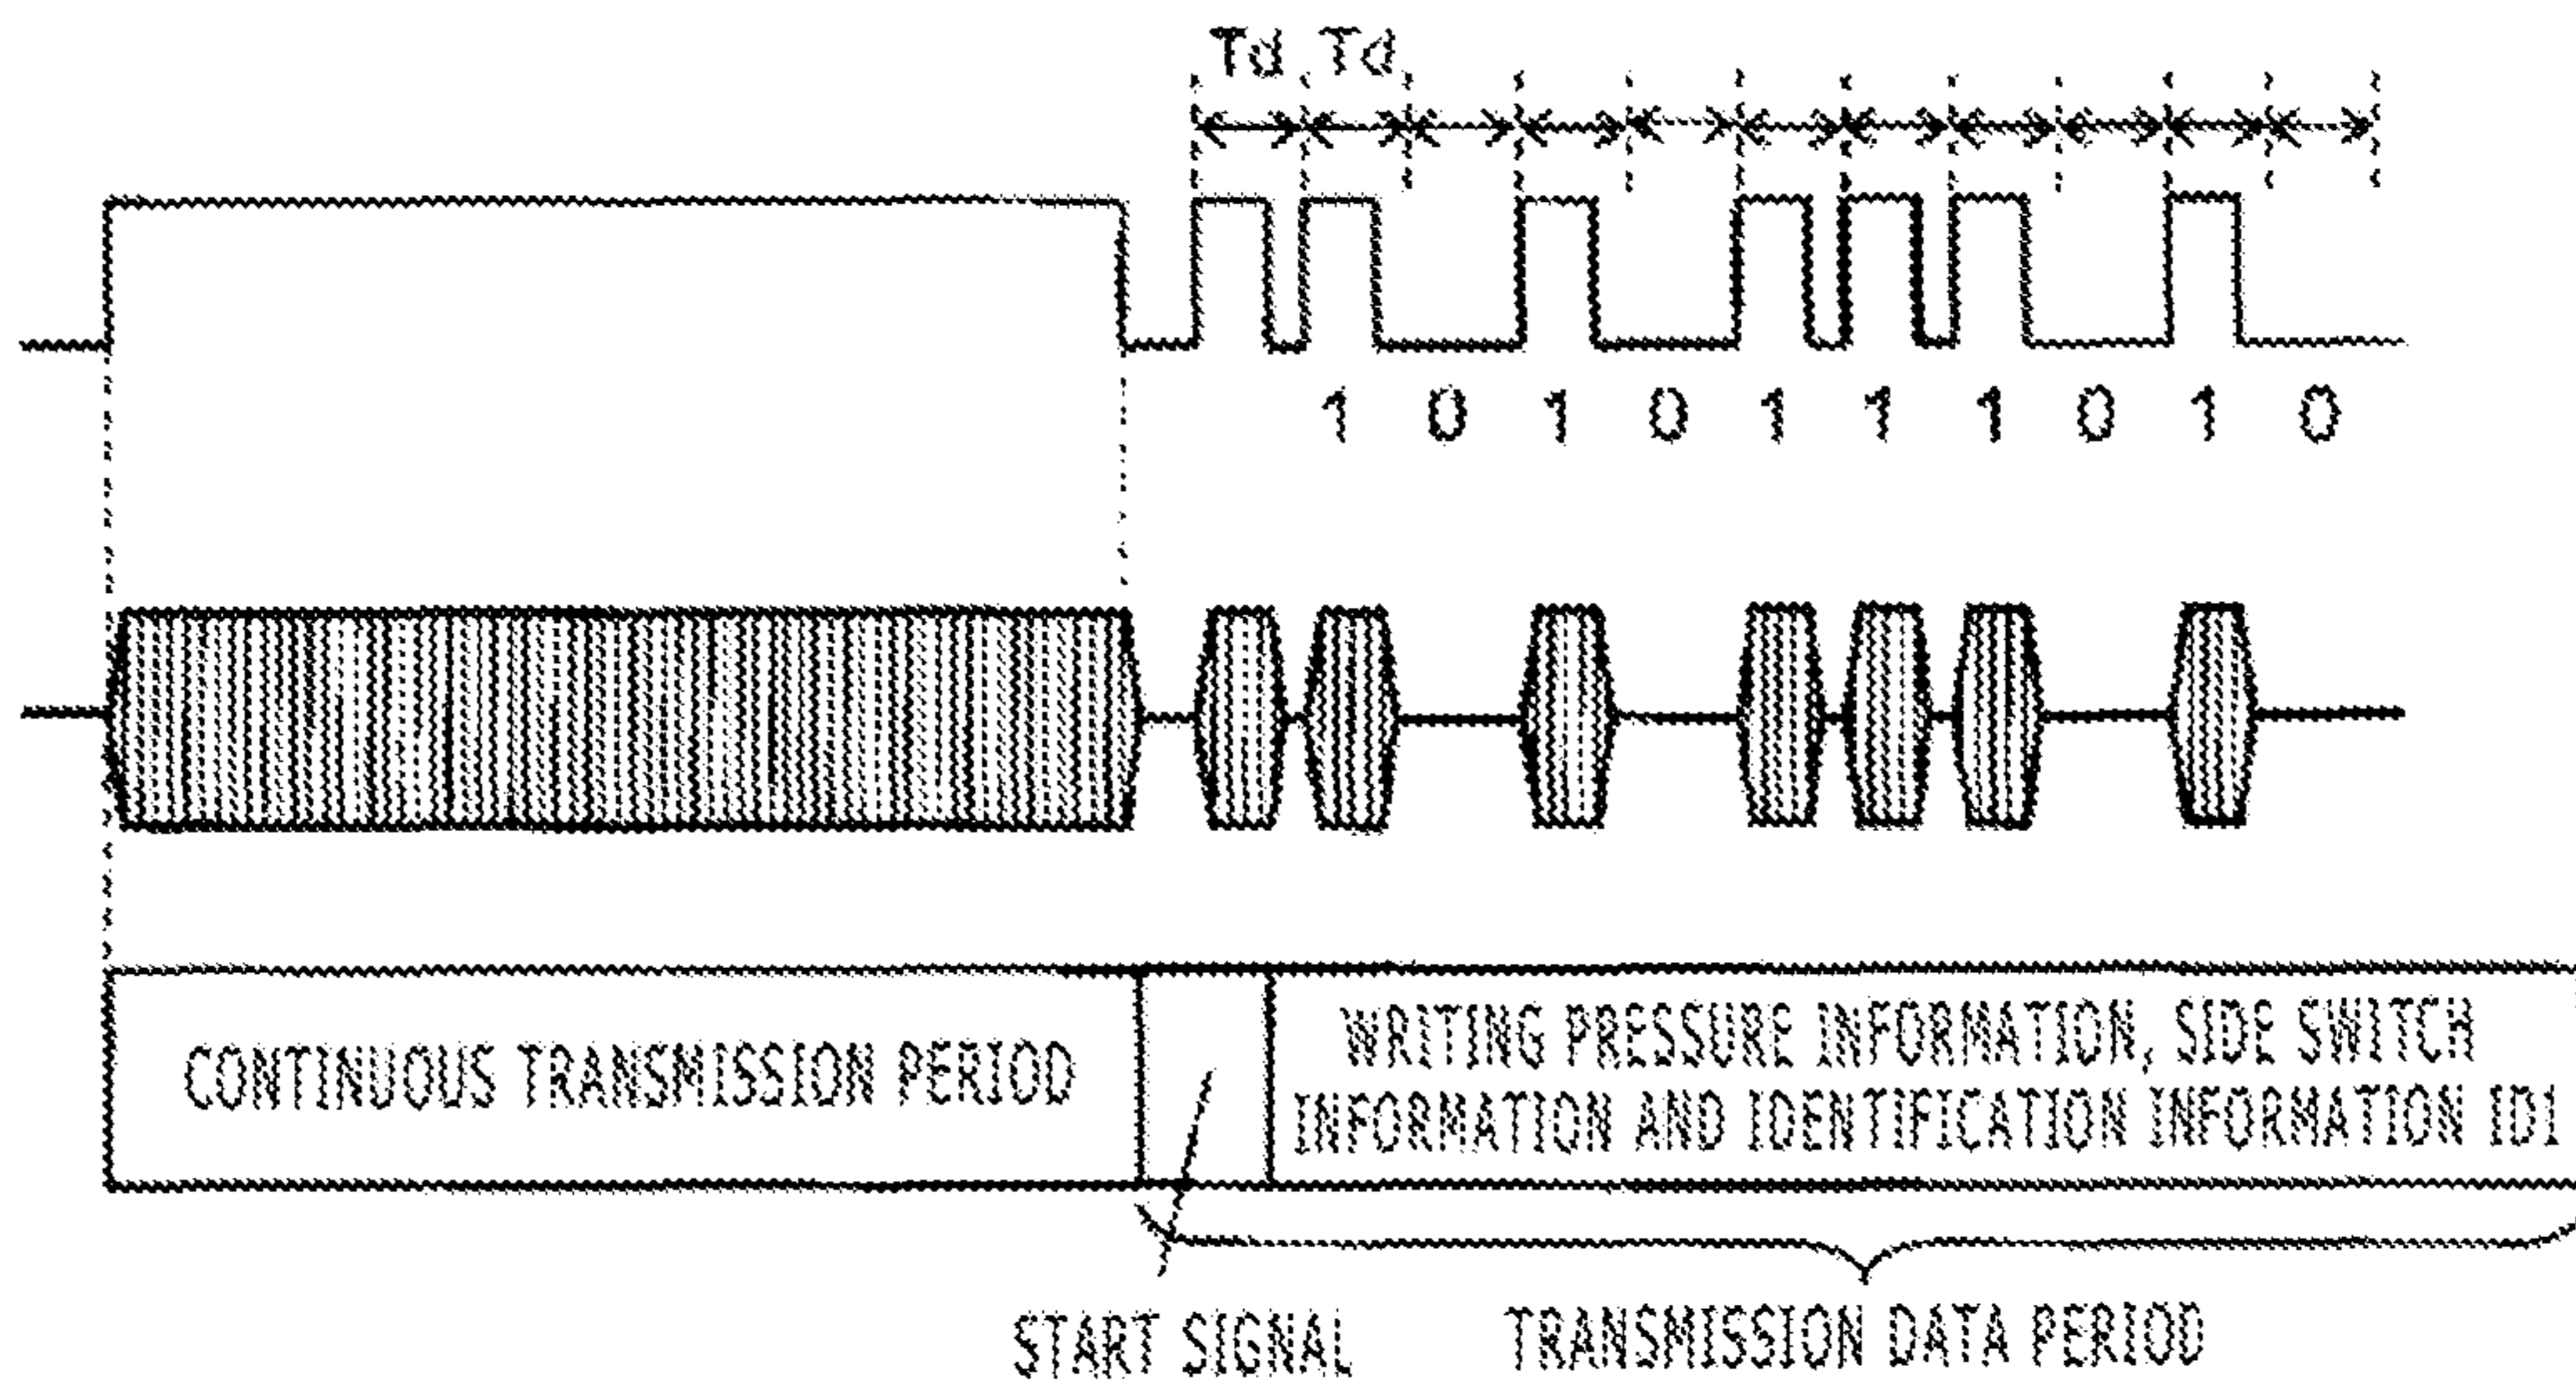 Td Td
1 0 1 0 1 1 1 0 1 0
CONTINUOUS TRANSMISSION PERIOD
WRITING PRESSURE INFORMATION, SIDE SWITCH
INFORMATION AND IDENTIFICATION INFORMATION ID1
START SIGNAL
TRANSMISSION DATA PERIOD